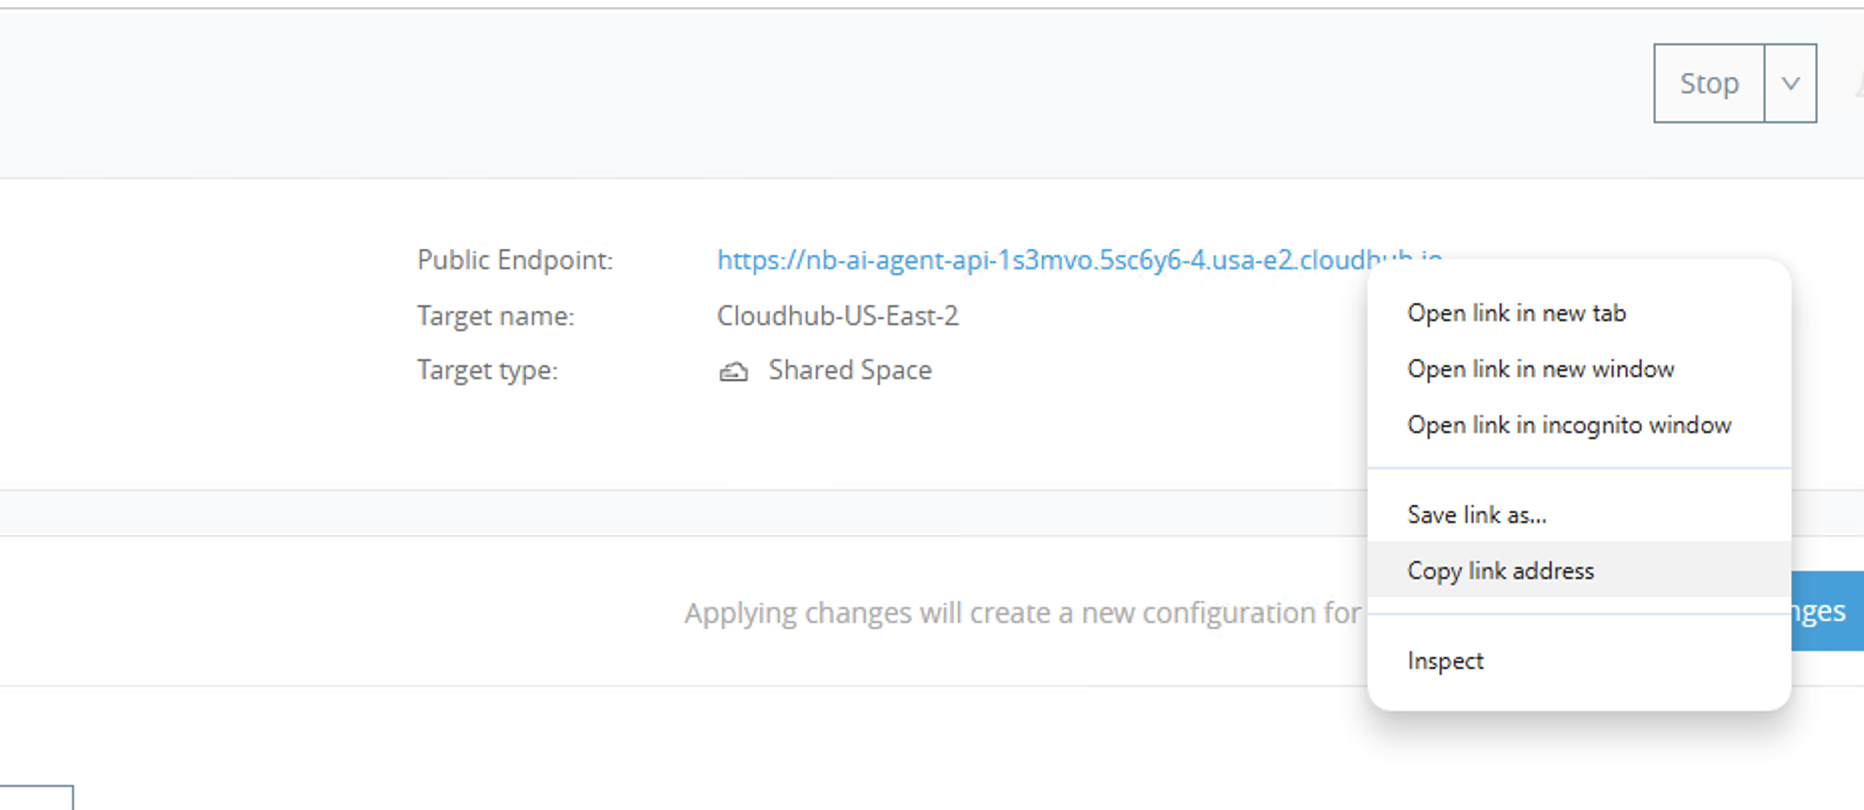 Stop
Public Endpoint: https://nb-ai-agent-api-1s3mvo.5sc6y6-4.usa-e2.cloudhub.io
Target name: Cloudhub-US-East-2
Target type: Shared Space
Open link in new tab
Open link in new window
Open link in incognito window
Save link as...
Copy link address
Applying changes will create a new configuration for
nges
Inspect